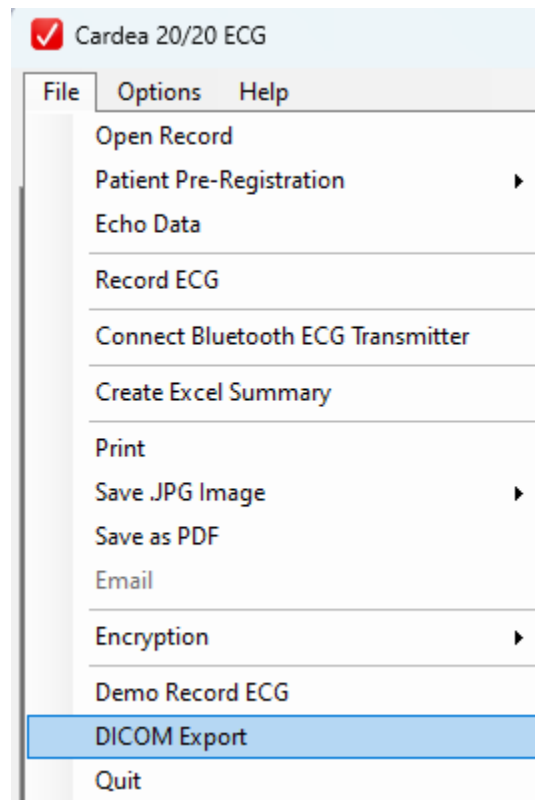 Cardea 20/20 ECG
File Options Help
Open Record
Patient Pre-Registration
Echo Data
Record ECG
Connect Bluetooth ECG Transmitter
Create Excel Summary
Print
Save .JPG Image
Save as PDF
Email
Encryption
Demo Record ECG
DICOM Export
Quit